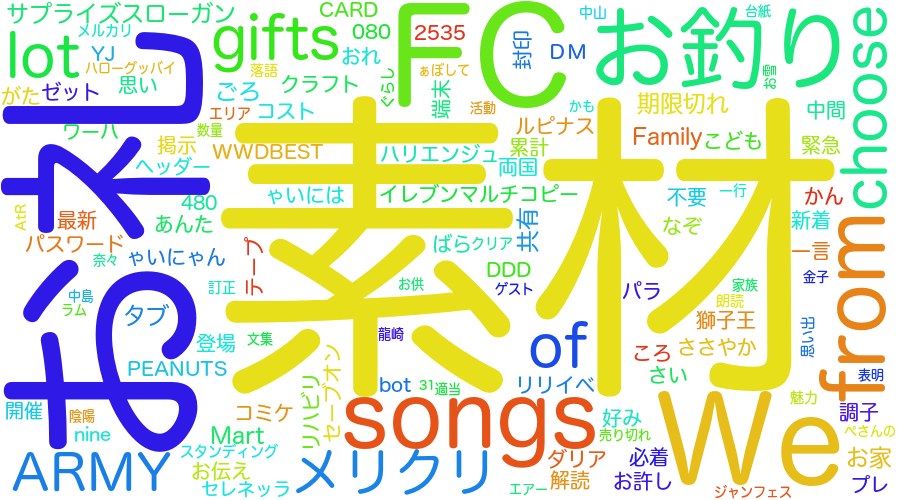 サプライズスローガン
CARD
中山
台紙
メルカリ
lot
YJ
gifts
080
2535
FC
封印
DM
お釣り
choose
ハローグッバイ
落語
おれ
ぐらし
ぁぼして
お雪
がた
ゼット
思い
ごろ
クラフト
端末
活動
かも
期限切れ
中間
ワーハ
エリア
コスト
数量
ルピナス
Family
こども
緊急
掲示
WWDBEST
ハリエンジュ
累計
両国
ヘッダー
480
ゃいには
イレブンマルチコピー
不要
一行
かん
AtR
最新
あんた
共有
なぞ
新着
パスワード
ゃいにゃん
テープ
ばら
クリア
一言
奈々
DDD
金子
おネム
素材
from
中島
ラム
訂正
お供
ゲスト
パラ
家族
朗読
タブ
獅子王
思い出
登場
文集
龍崎
of
ころ
ささやか
PEANUTS
さい
表明
リハビリ
セーブオン
bot
31
適当
リリイベ
開催
陰陽
コミケ
songs
好み
We
魅力
調子
nine
Mart
売り切れ
ぺさんの
スタンディング
ARMY
お伝え
メリクリ
ダリア
必着
お家
セレネッラ
エアー
解読
お許し
プレ
ジャンフェス